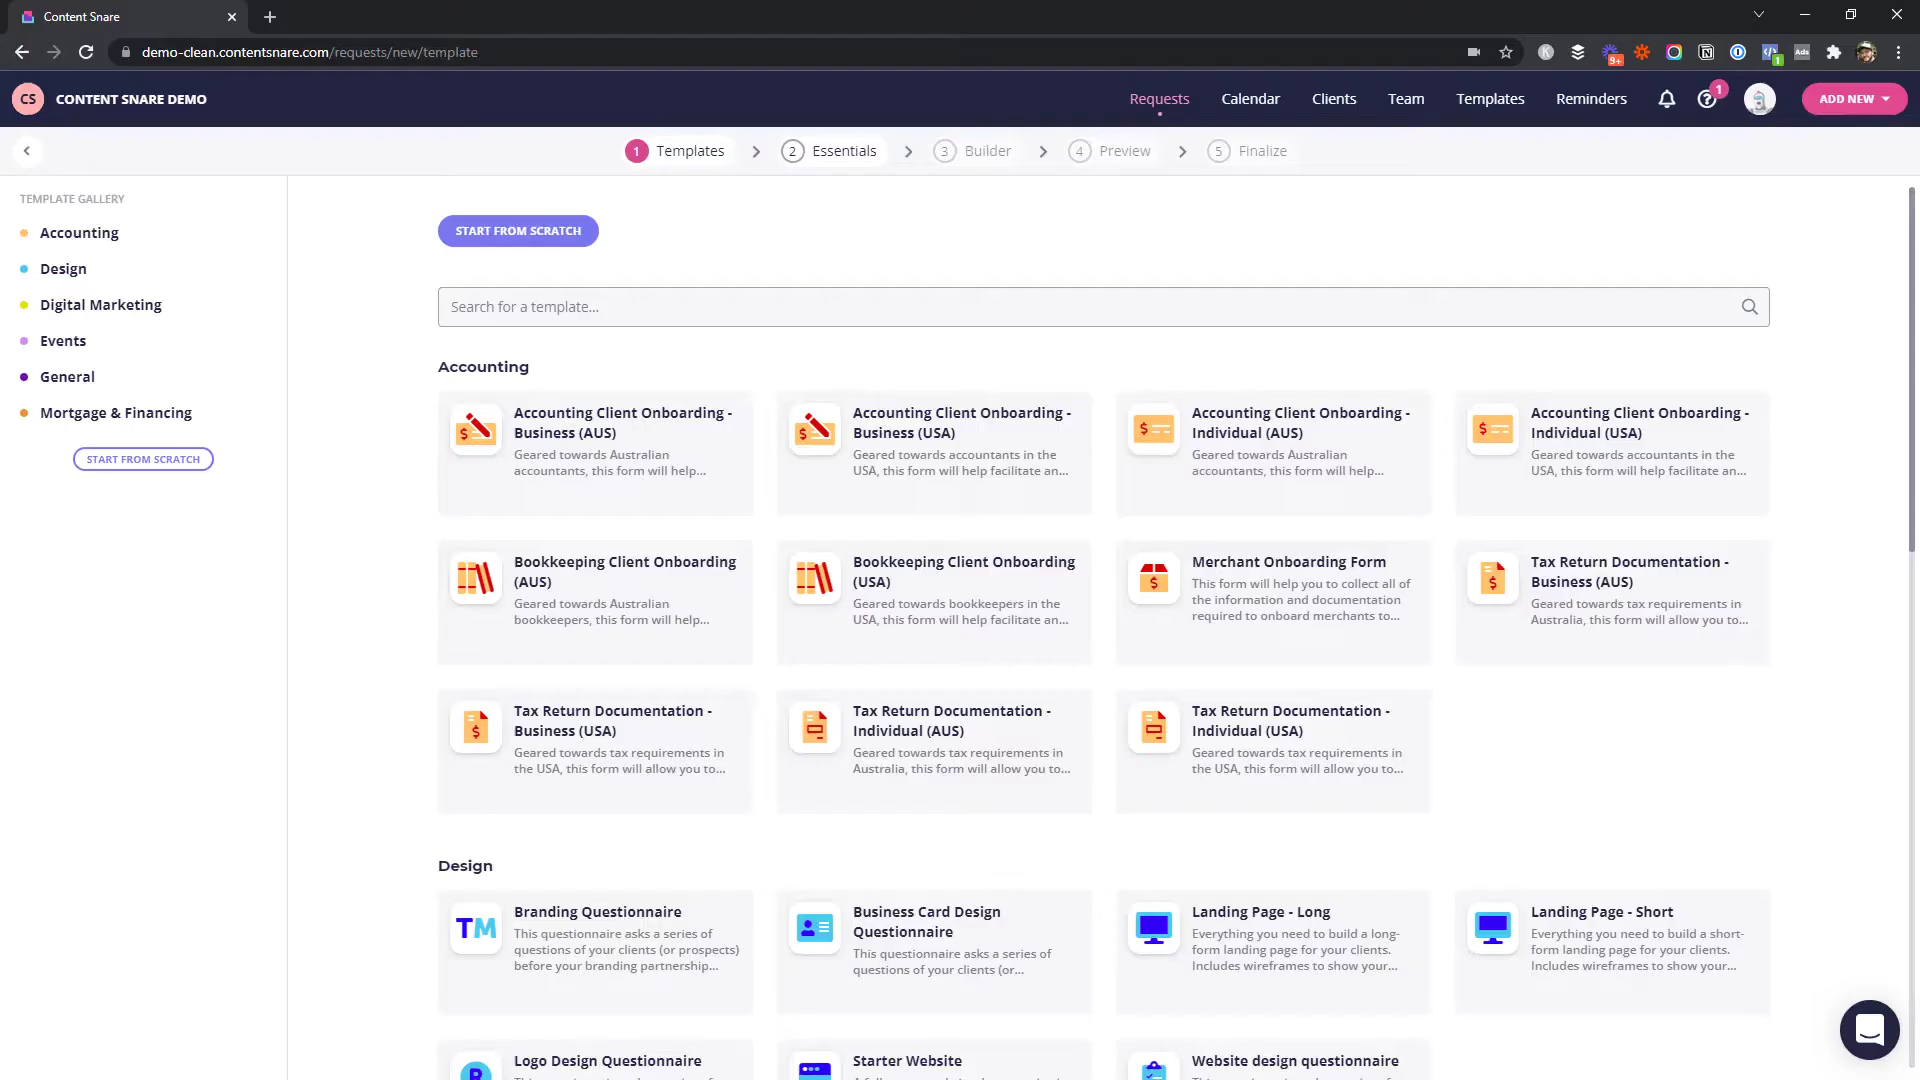 Content Snare
demo-clean.contentsnare.com/requests/new/template
9+
1
Ads
CS
CONTENT SNARE DEMO
Requests
Calendar
Clients
Team
Templates
Reminders
1
ADD NEW
1 Templates
2 Essentials
3 Builder
4 Preview
5 Finalize
TEMPLATE GALLERY
Accounting
Design
Digital Marketing
Events
General
Mortgage & Financing
START FROM SCRATCH
START FROM SCRATCH
Search for a template...
Accounting
Accounting Client Onboarding -
Business (AUS)
Geared towards Australian
accountants, this form will help...
Accounting Client Onboarding -
Business (USA)
Geared towards accountants in the
USA, this form will help facilitate an...
Accounting Client Onboarding -
Individual (AUS)
Geared towards Australian
accountants, this form will help...
Accounting Client Onboarding -
Individual (USA)
Geared towards accountants in the
USA, this form will help facilitate an...
Bookkeeping Client Onboarding
(AUS)
Geared towards Australian
bookkeepers, this form will help...
Bookkeeping Client Onboarding
(USA)
Geared towards bookkeepers in the
USA, this form will help facilitate an...
Merchant Onboarding Form
This form will help you to collect all of
the information and documentation
required to onboard merchants to...
Tax Return Documentation -
Business (AUS)
Geared towards tax requirements in
Australia, this form will allow you to...
Tax Return Documentation -
Business (USA)
Geared towards tax requirements in
the USA, this form will allow you to...
Tax Return Documentation -
Individual (AUS)
Geared towards tax requirements in
Australia, this form will allow you to...
Tax Return Documentation -
Individual (USA)
Geared towards tax requirements in
the USA, this form will allow you to...
Design
TM
Branding Questionnaire
This questionnaire asks a series of
questions of your clients (or prospects)
before your branding partnership...
Business Card Design
Questionnaire
This questionnaire asks a series of
questions of your clients (or...
Landing Page - Long
Everything you need to build a long-
form landing page for your clients.
Includes wireframes to show your...
Landing Page - Short
Everything you need to build a short-
form landing page for your clients.
Includes wireframes to show your...
Logo Design Questionnaire
Starter Website
Website design questionnaire